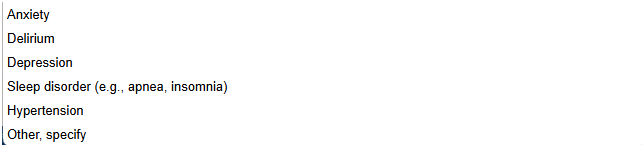 Anxiety
Delirium
Depression
Sleep disorder (e.g., apnea, insomnia)
Hypertension
Other, specify